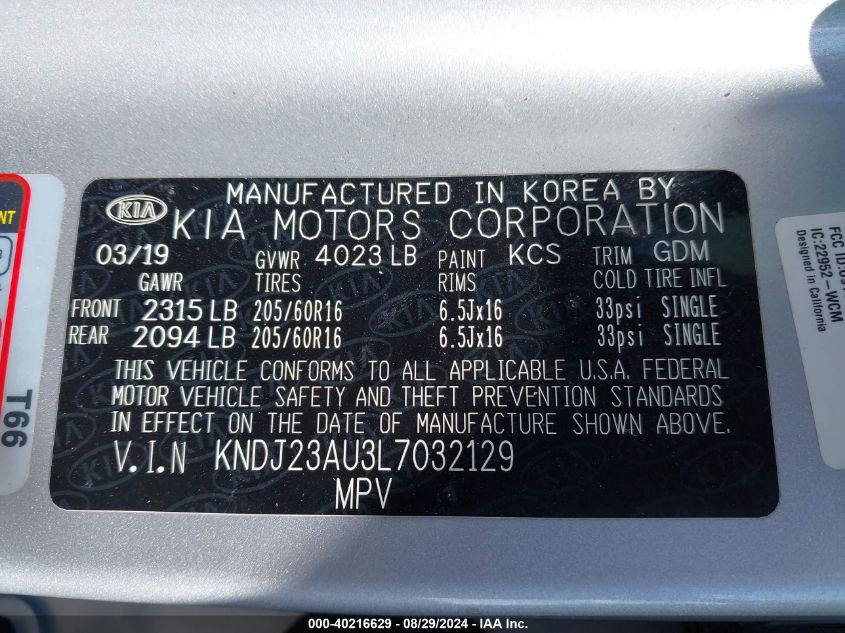 MANUFACTURED IN KOREA BY
KIA KIA MOTORS CORPORATION
03/19 GVWR 4023 LB PAINT KCS TRIM GDM
GAWR TIRES RIMS COLD TIRE INFL
FRONT 2315 LB 205/60R16 6.5Jx16 33psi SINGLE
REAR 2094 LB 205/60R16 6.5Jx16 33psi SINGLE
THIS VEHICLE CONFORMS TO ALL APPLICABLE U.S.A. FEDERAL
MOTOR VEHICLE SAFETY AND THEFT PREVENTION STANDARDS
IN EFFECT ON THE DATE OF MANUFACTURE SHOWN ABOVE.
V.I.N KNDJ23AU3L7032129
MPV
T66
FCC ID:
IC:22952-WCM
Designed in California
000-40216629 - 08/29/2024 - IAA Inc.